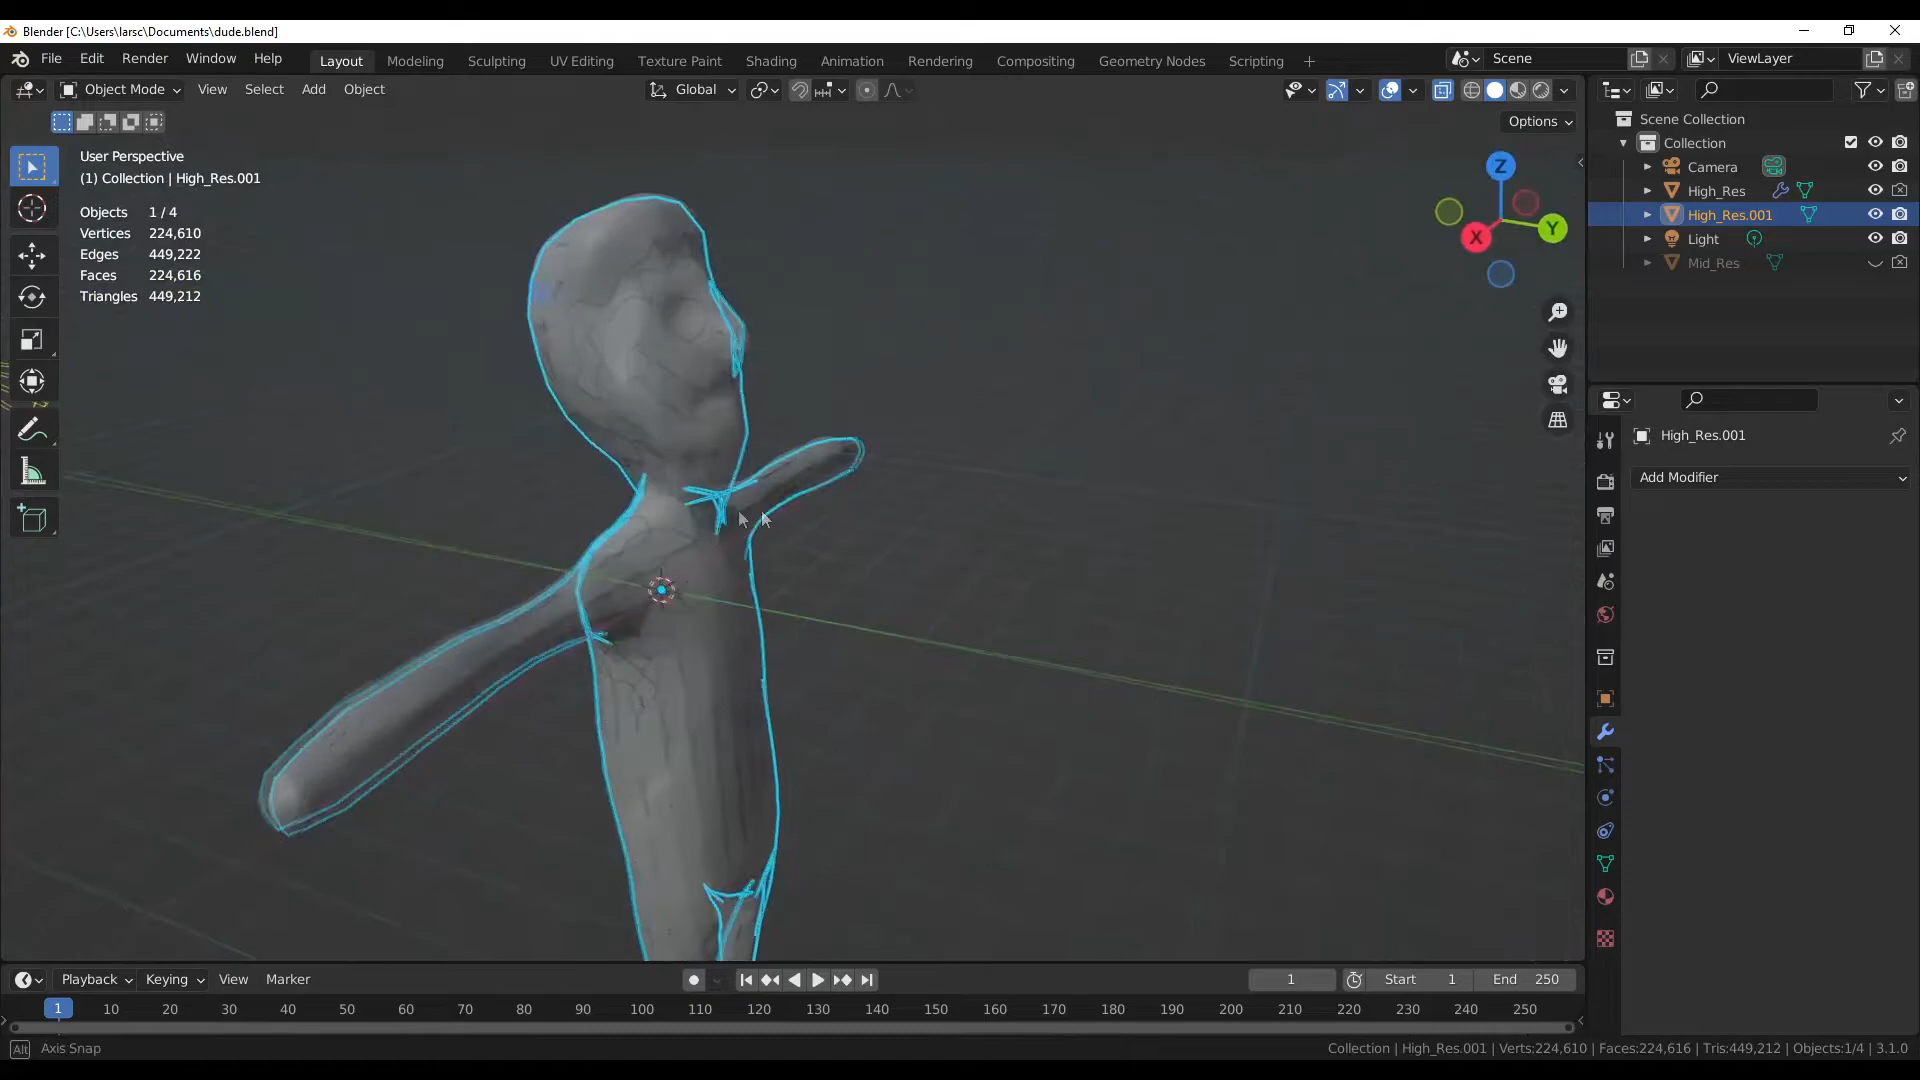 Blender [C:\Users\larsc\Documents\dude.blend]
File Edit Render Window Help Layout Modeling Sculpting UV Editing Texture Paint Shading Animation Rendering Compositing Geometry Nodes Scripting + Scene ViewLayer
Object Mode View Select Add Object Global
Options
User Perspective
(1) Collection | High_Res.001
Objects 1 / 4
Vertices 224,610
Edges 449,222
Faces 224,616
Triangles 449,212
Z
Y
X
Scene Collection
Collection
Camera
High_Res
High_Res.001
Light
Mid_Res
High_Res.001
Add Modifier
Playback Keying View Marker 1 Start 1 End 250
1 10 20 30 40 50 60 70 80 90 100 110 120 130 140 150 160 170 180 190 200 210 220 230 240 250
Alt Axis Snap Collection | High_Res.001 | Verts:224,610 | Faces:224,616 | Tris:449,212 | Objects:1/4 | 3.1.0